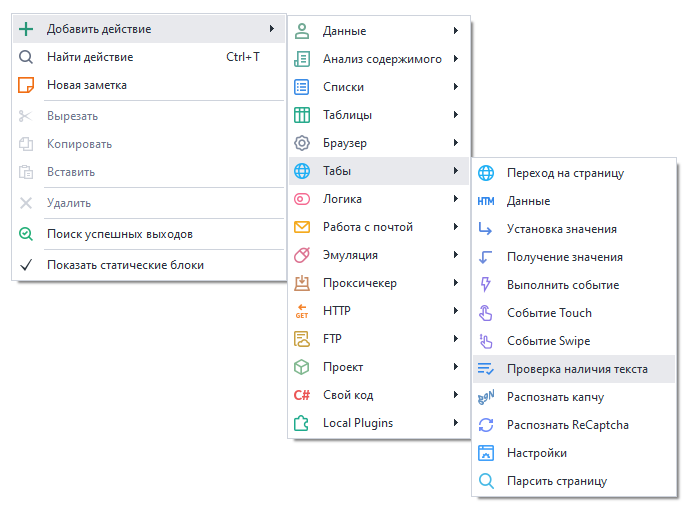 Добавить действие
Найти действие Ctrl+T
Новая заметка
Вырезать
Копировать
Вставить
Удалить
Поиск успешных выходов
Показать статические блоки
Данные
Анализ содержимого
Списки
Таблицы
Браузер
Табы
Логика
Работа с почтой
Эмуляция
Проксичекер
GET HTTP
FTP
Проект
C# Свой код
Local Plugins
Переход на страницу
HTM Данные
Установка значения
Получение значения
Выполнить событие
Событие Touch
Событие Swipe
Проверка наличия текста
Распознать капчу
Распознать ReCaptcha
Настройки
Парсить страницу